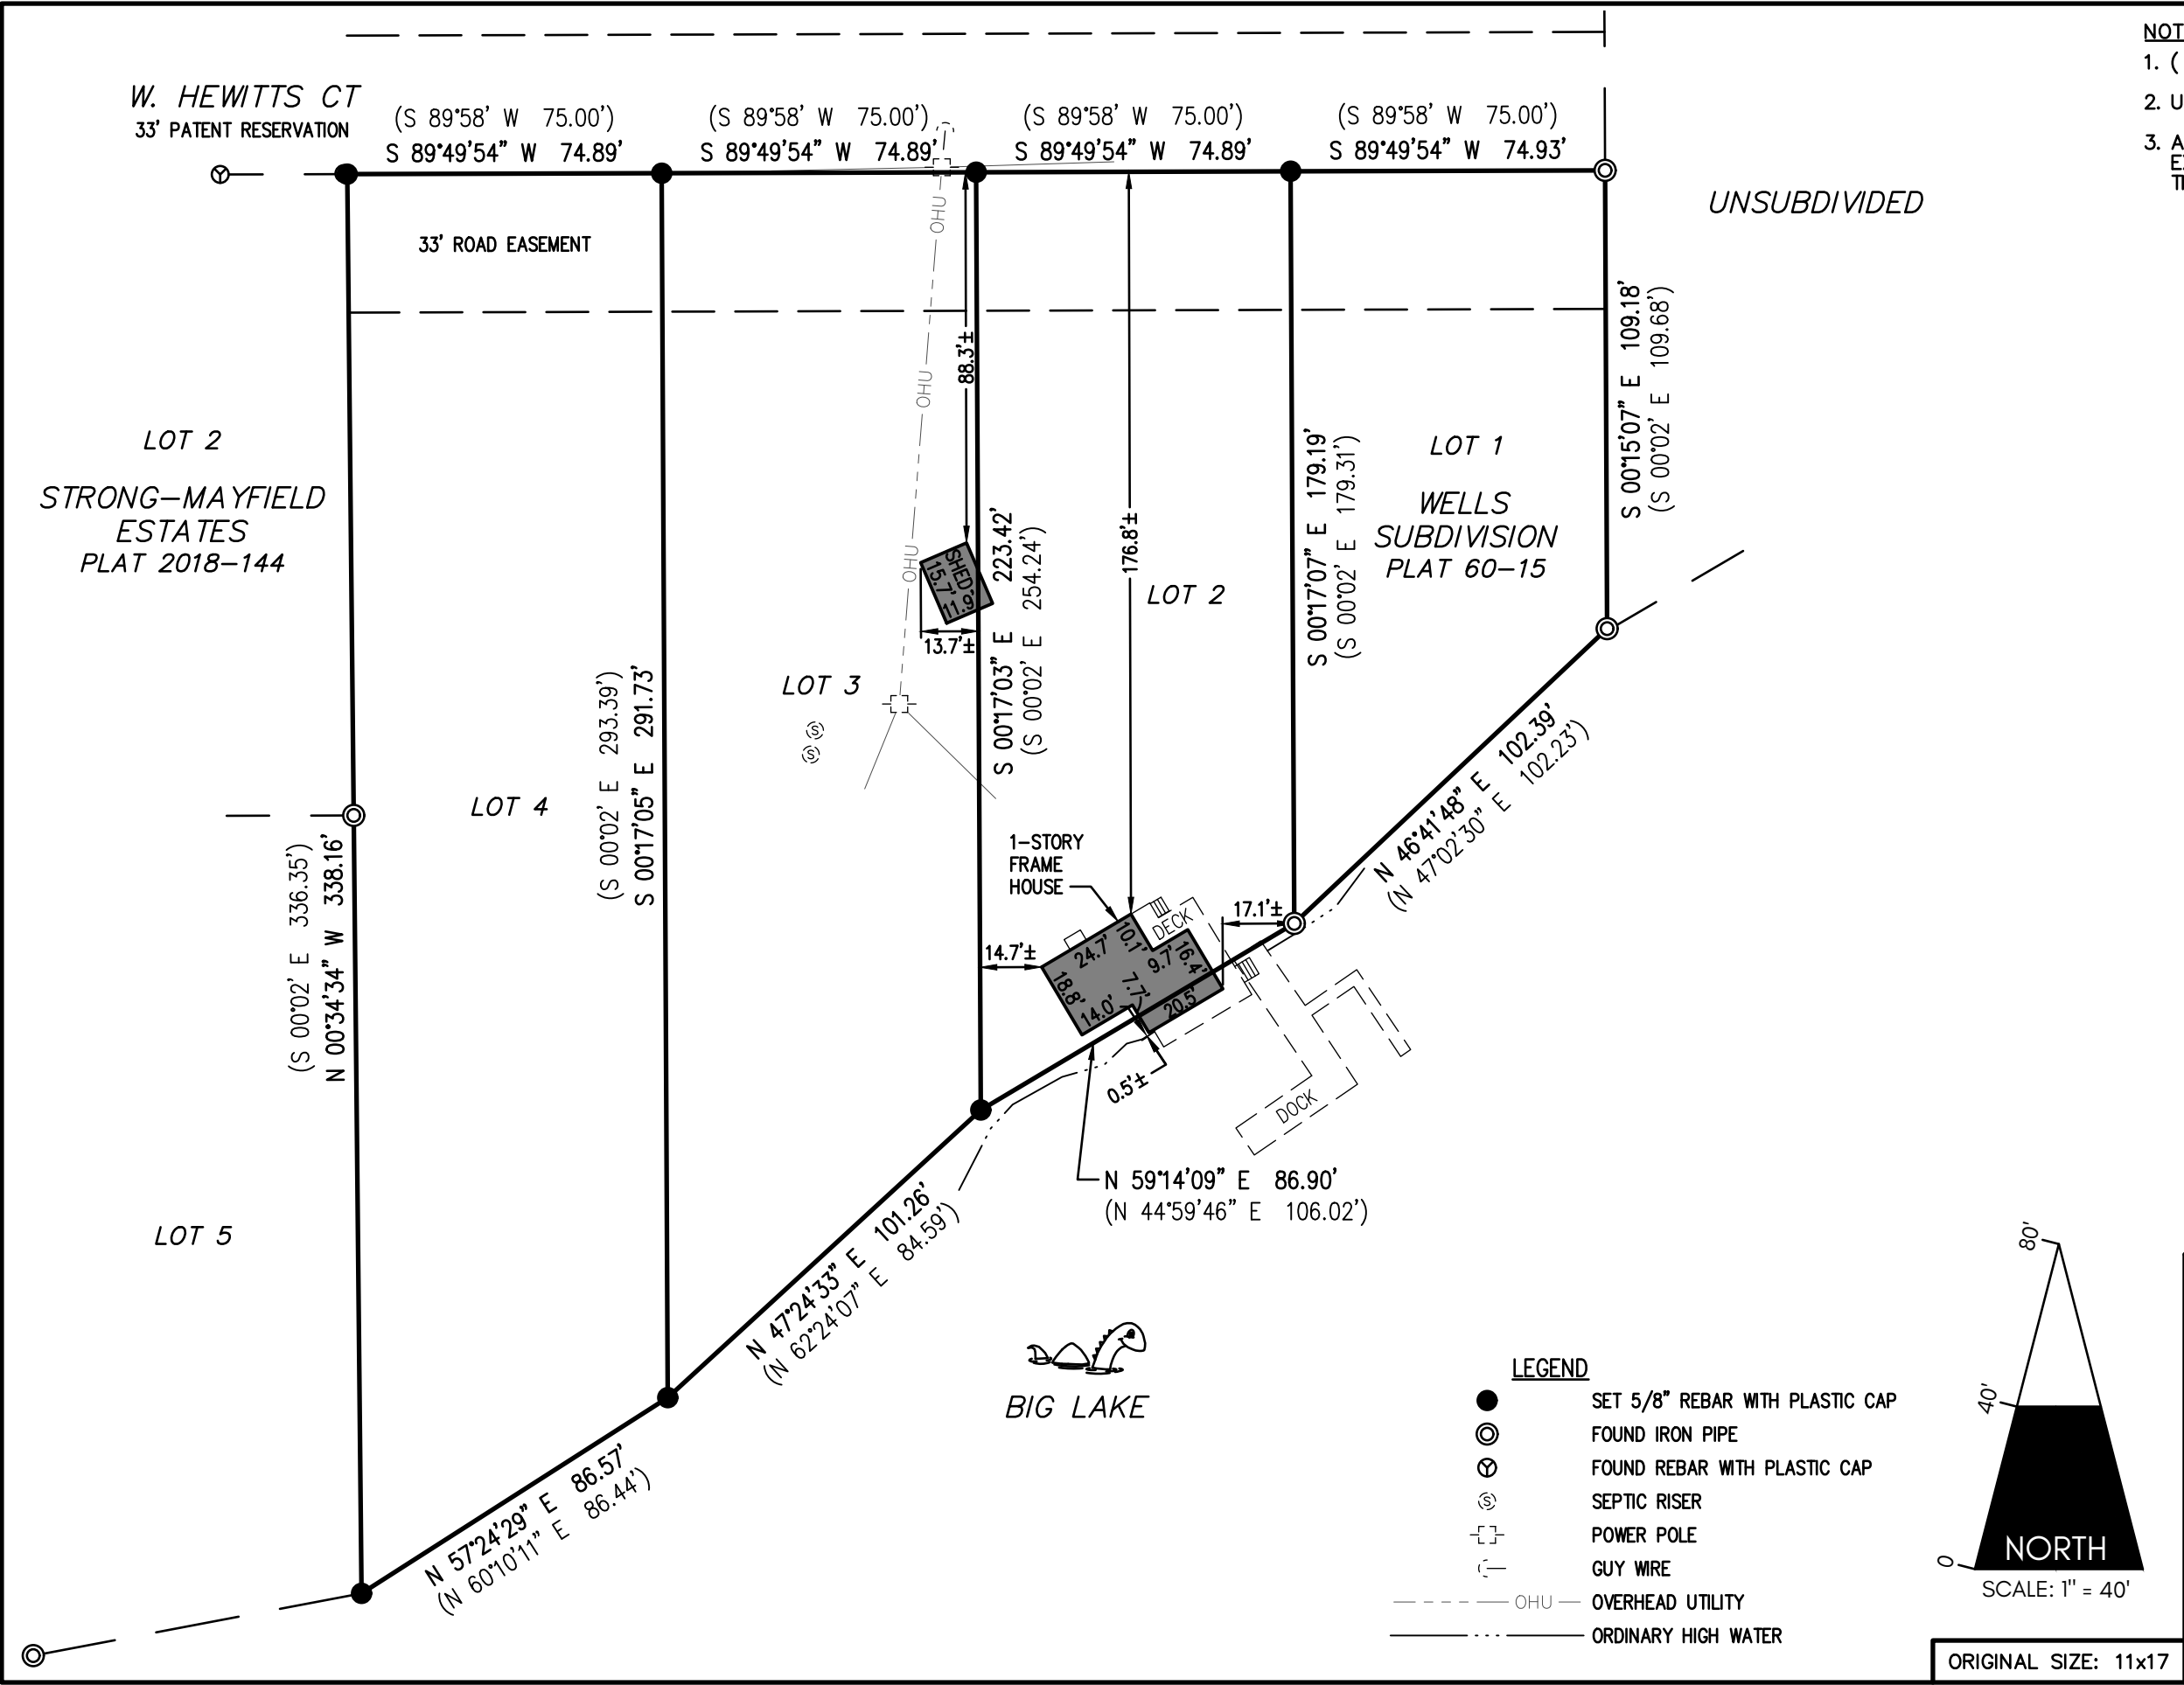 NOT
1. (
2. U
3. A
E
T
W. HEWITTS CT
33' PATENT RESERVATION
(S 89°58' W 75.00')
S 89°49'54" W 74.89'
(S 89°58' W 75.00')
S 89°49'54" W 74.89'
(S 89°58' W 75.00')
S 89°49'54" W 74.89'
(S 89°58' W 75.00')
S 89°49'54" W 74.93'
UNSUBDIVIDED
33' ROAD EASEMENT
OHU
OHU
OHU
88.3'±
176.8'±
S 00°15'07" E 109.18'
(S 00°02' E 109.68')
LOT 2
STRONG-MAYFIELD
ESTATES
PLAT 2018-144
LOT 1
WELLS
SUBDIVISION
PLAT 60-15
S 00°17'07" E 179.19'
(S 00°02' E 179.31')
SHED
15.7'
11.9'
13.7'±
S 00°17'03" E 223.42'
(S 00°02' E 254.24')
LOT 2
LOT 3
S
S
(S 00°02' E 293.39')
S 00°17'05" E 291.73'
LOT 4
(S 00°02' E 336.35')
N 00°34'34" W 338.16'
1-STORY
FRAME
HOUSE
N 46°41'48" E 102.39'
(N 47°02'30" E 102.23')
14.7'±
17.1'±
DECK
24.7'
10.1'
9.7'
16.4'
18.8'
14.0'
7.7'
20.5'
0.5'±
DOCK
N 59°14'09" E 86.90'
(N 44°59'46" E 106.02')
N 47°24'33" E 101.26'
(N 62°24'07" E 84.59')
LOT 5
BIG LAKE
N 57°24'29" E 86.57'
(N 60°10'11" E 86.44')
LEGEND
SET 5/8" REBAR WITH PLASTIC CAP
FOUND IRON PIPE
FOUND REBAR WITH PLASTIC CAP
S SEPTIC RISER
POWER POLE
GUY WIRE
OHU OVERHEAD UTILITY
ORDINARY HIGH WATER
80'
40'
0
NORTH
SCALE: 1" = 40'
ORIGINAL SIZE: 11x17